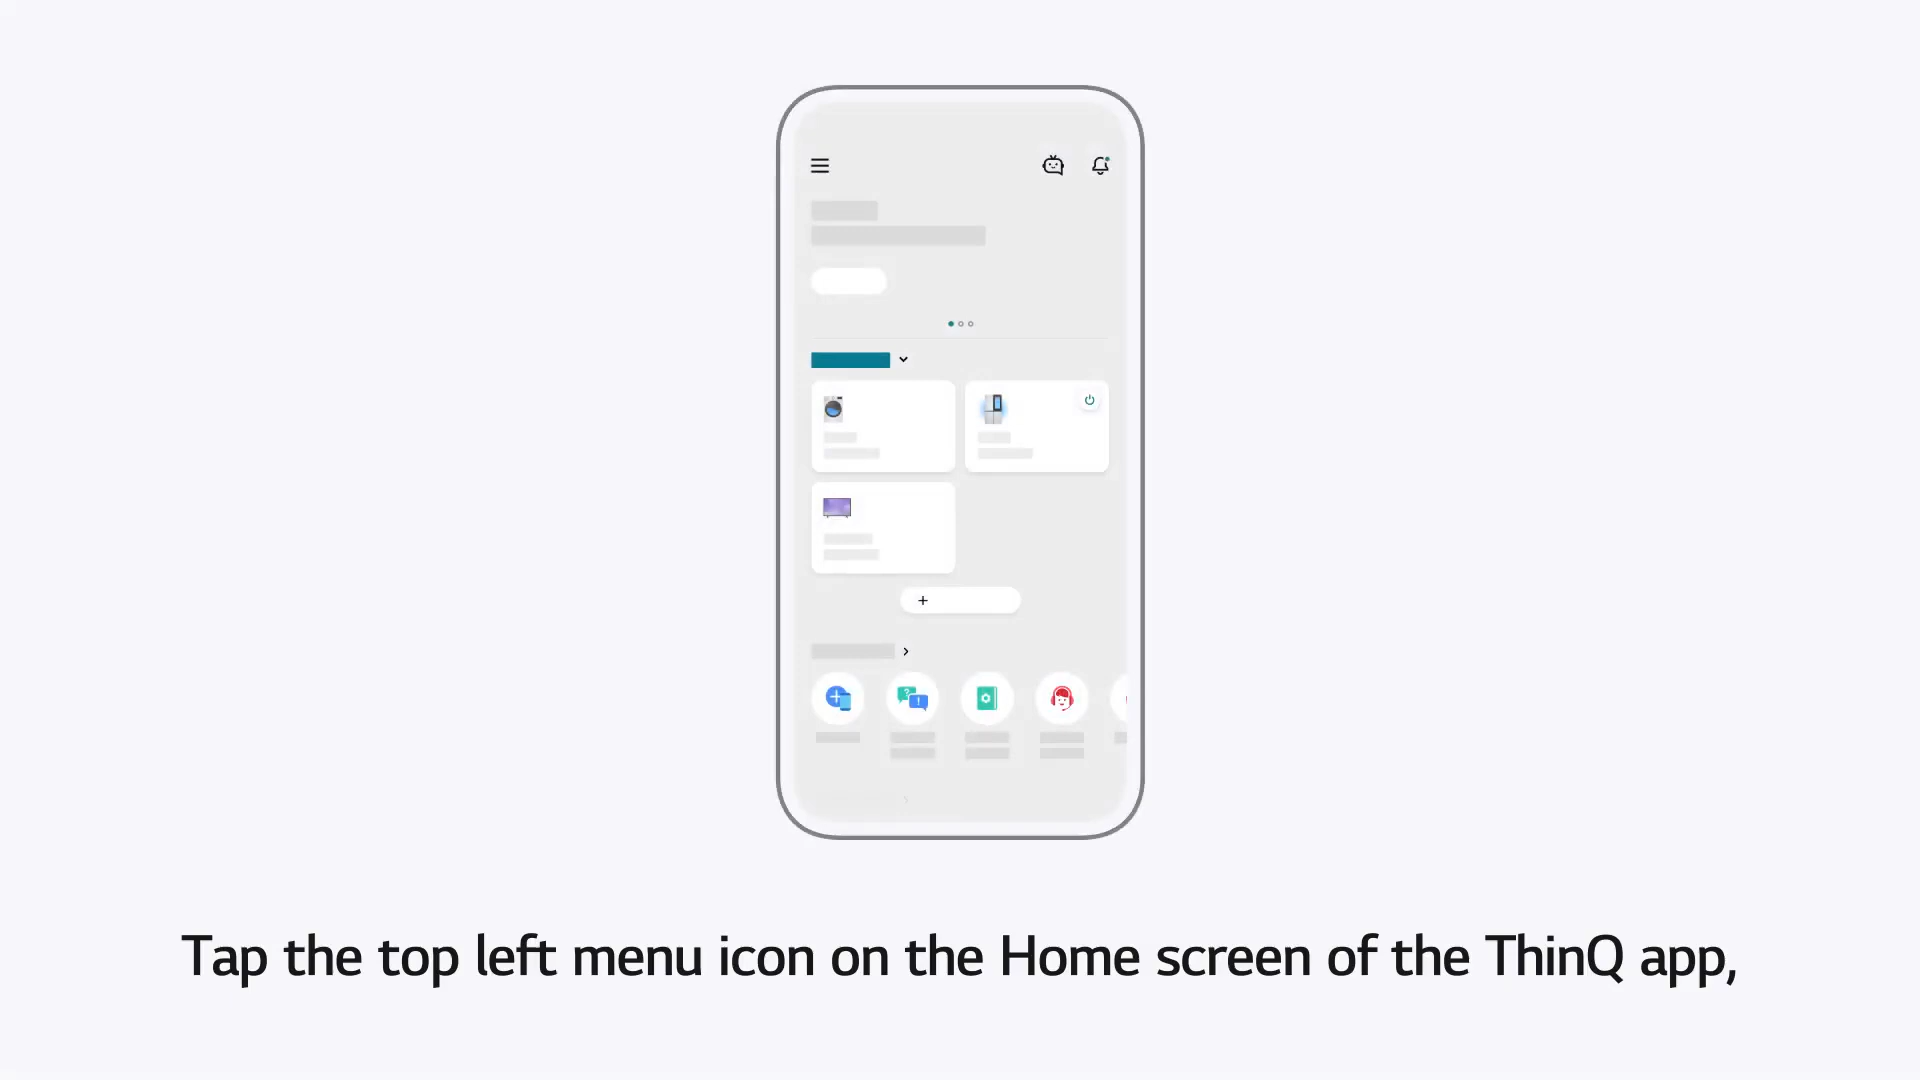 Tap the top left menu icon on the Home screen of the ThinQ app,